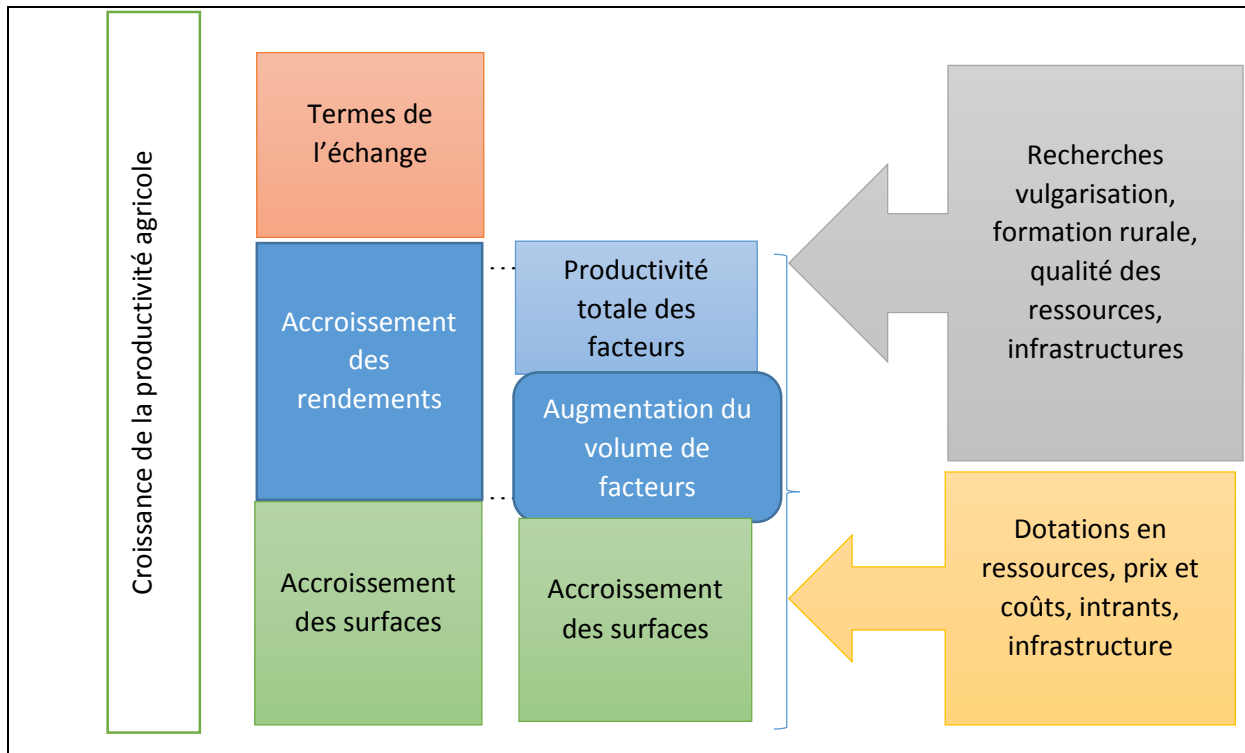 Croissance de la productivité agricole
Termes de
l’échange
Accroissement
des
rendements
Accroissement
des surfaces
Productivité
totale des
facteurs
Augmentation du
volume de
facteurs
Accroissement
des surfaces
Recherches
vulgarisation,
formation rurale,
qualité des
ressources,
infrastructures
Dotations en
ressources, prix et
coûts, intrants,
infrastructure